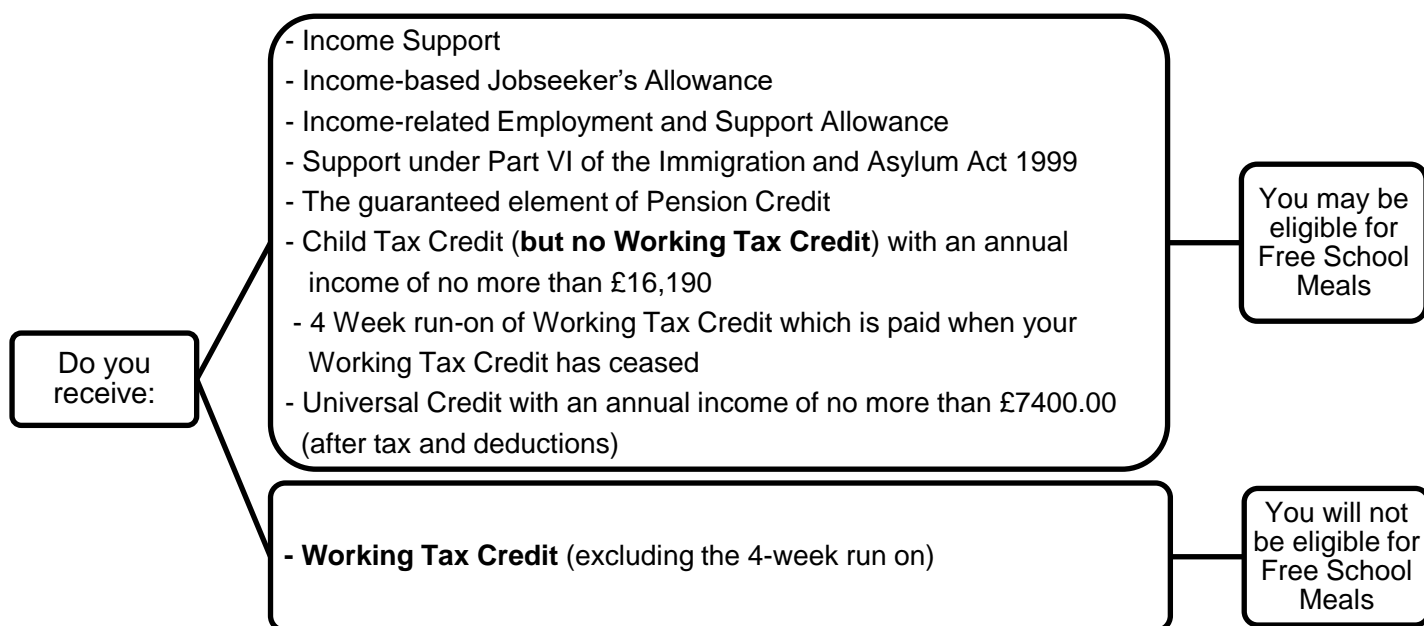 Do you
receive:
- Income Support
- Income-based Jobseeker’s Allowance
- Income-related Employment and Support Allowance
- Support under Part VI of the Immigration and Asylum Act 1999
- The guaranteed element of Pension Credit
- Child Tax Credit (but no Working Tax Credit) with an annual
income of no more than £16,190
- 4 Week run-on of Working Tax Credit which is paid when your
Working Tax Credit has ceased
- Universal Credit with an annual income of no more than £7400.00
(after tax and deductions)
You may be
eligible for
Free School
Meals
- Working Tax Credit (excluding the 4-week run on)
You will not
be eligible for
Free School
Meals